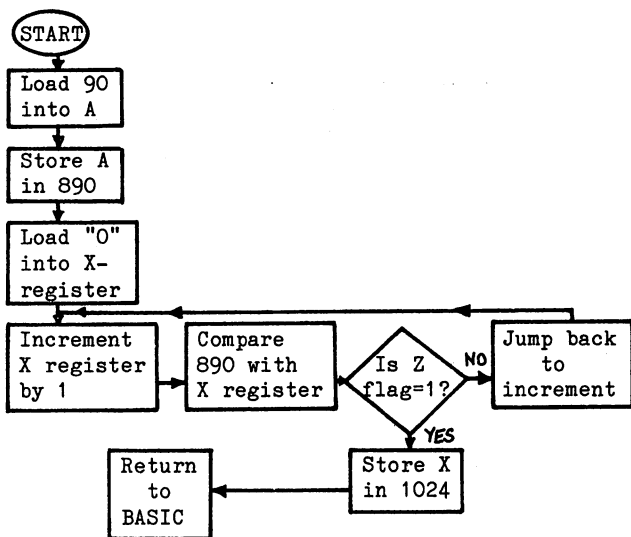 START
Load 90
into A
Store A
in 890
Load "0"
into X-
register
Increment
X register
by 1
Compare
890 with
X register
Is Z
flag=1?
NO
Jump back
to
increment
YES
Store X
in 1024
Return
to
BASIC